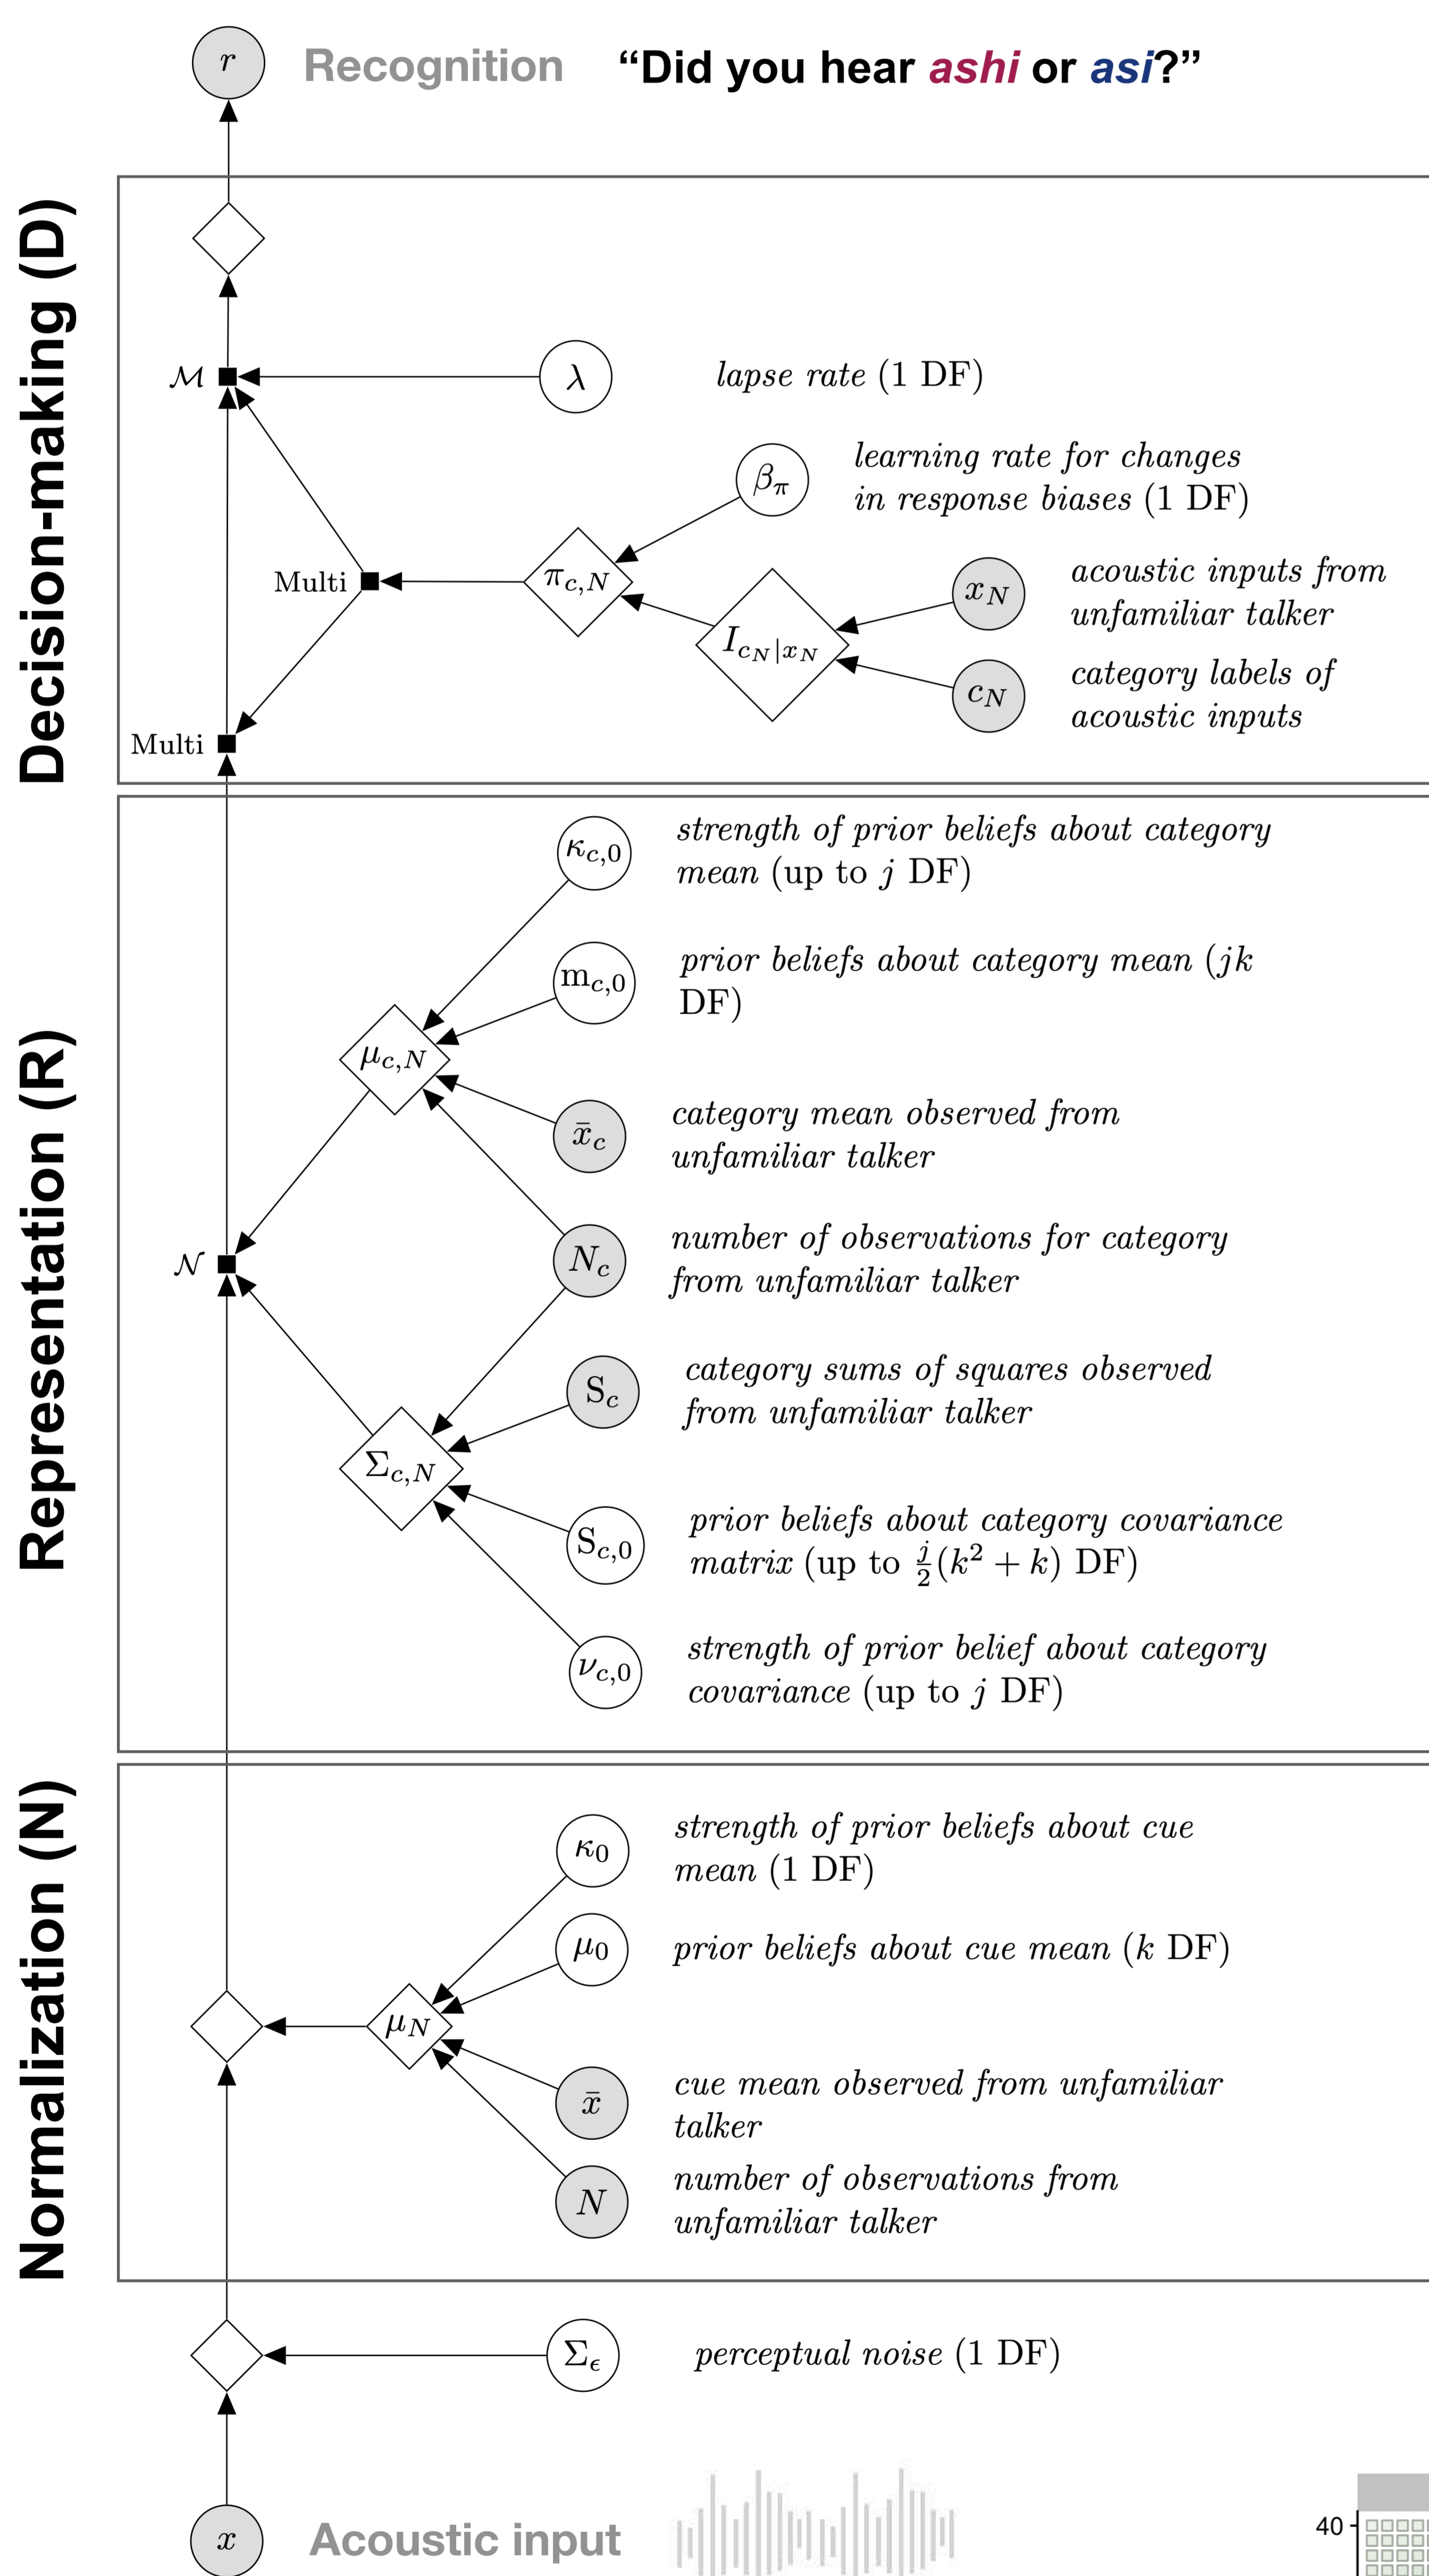 r
Recognition
“Did you hear ashi or asi?”
Decision-making (D)
ℳ
λ
lapse rate (1 DF)
β_π
learning rate for changes
in response biases (1 DF)
Multi
π_{c,N}
I_{c_N|x_N}
x_N
acoustic inputs from
unfamiliar talker
c_N
category labels of
acoustic inputs
Multi
Representation (R)
κ_{c,0}
strength of prior beliefs about category
mean (up to j DF)
m_{c,0}
prior beliefs about category mean (jk
DF)
μ_{c,N}
x̄_c
category mean observed from
unfamiliar talker
𝒩
N_c
number of observations for category
from unfamiliar talker
S_c
category sums of squares observed
from unfamiliar talker
Σ_{c,N}
S_{c,0}
prior beliefs about category covariance
matrix (up to j/2(k² + k) DF)
ν_{c,0}
strength of prior belief about category
covariance (up to j DF)
Normalization (N)
κ_0
strength of prior beliefs about cue
mean (1 DF)
μ_0
prior beliefs about cue mean (k DF)
μ_N
x̄
cue mean observed from unfamiliar
talker
N
number of observations from
unfamiliar talker
Σ_ϵ
perceptual noise (1 DF)
x
Acoustic input
40